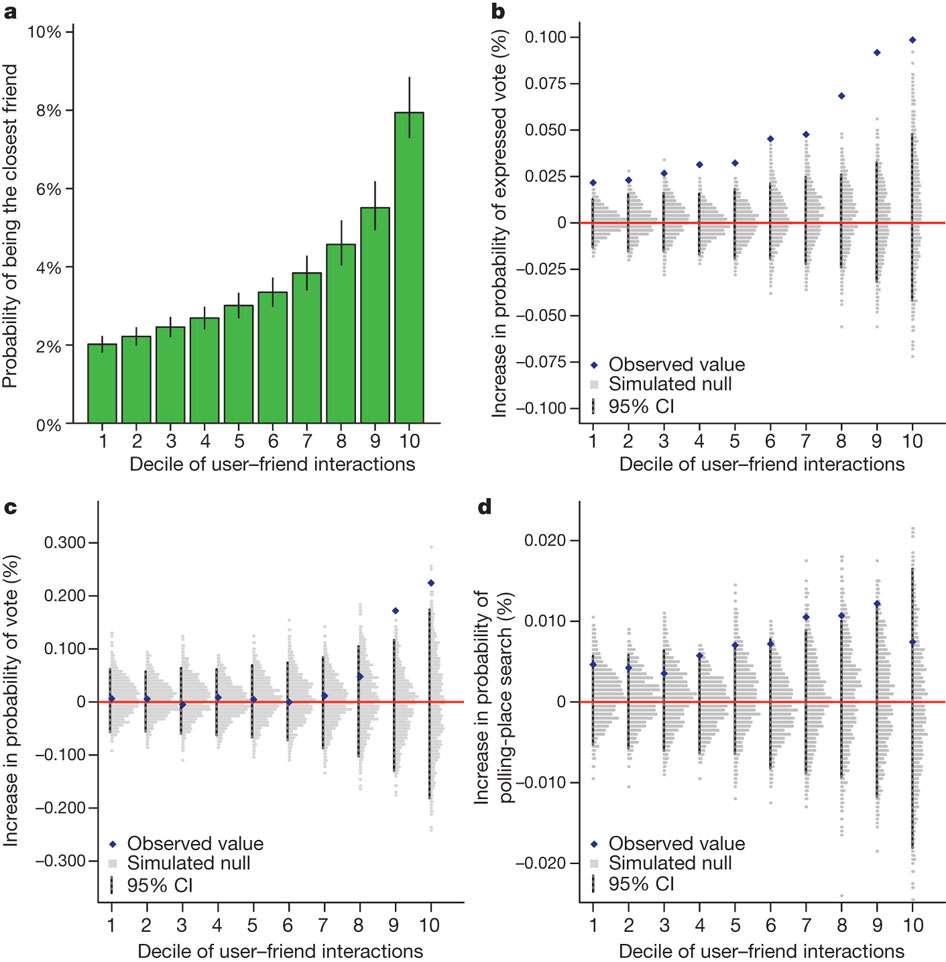 a
10%
8%
6%
4%
2%
0%
Probability of being the closest friend
1 2 3 4 5 6 7 8 9 10
Decile of user–friend interactions
b
0.100
0.075
0.050
0.025
0
−0.025
−0.050
−0.075
−0.100
Increase in probability of expressed vote (%)
Observed value
Simulated null
95% CI
1 2 3 4 5 6 7 8 9 10
Decile of user–friend interactions
c
0.300
0.200
0.100
0
−0.100
−0.200
−0.300
Increase in probability of vote (%)
Observed value
Simulated null
95% CI
1 2 3 4 5 6 7 8 9 10
Decile of user–friend interactions
d
0.020
0.010
0
−0.010
−0.020
Increase in probability of
polling-place search (%)
Observed value
Simulated null
95% CI
1 2 3 4 5 6 7 8 9 10
Decile of user–friend interactions